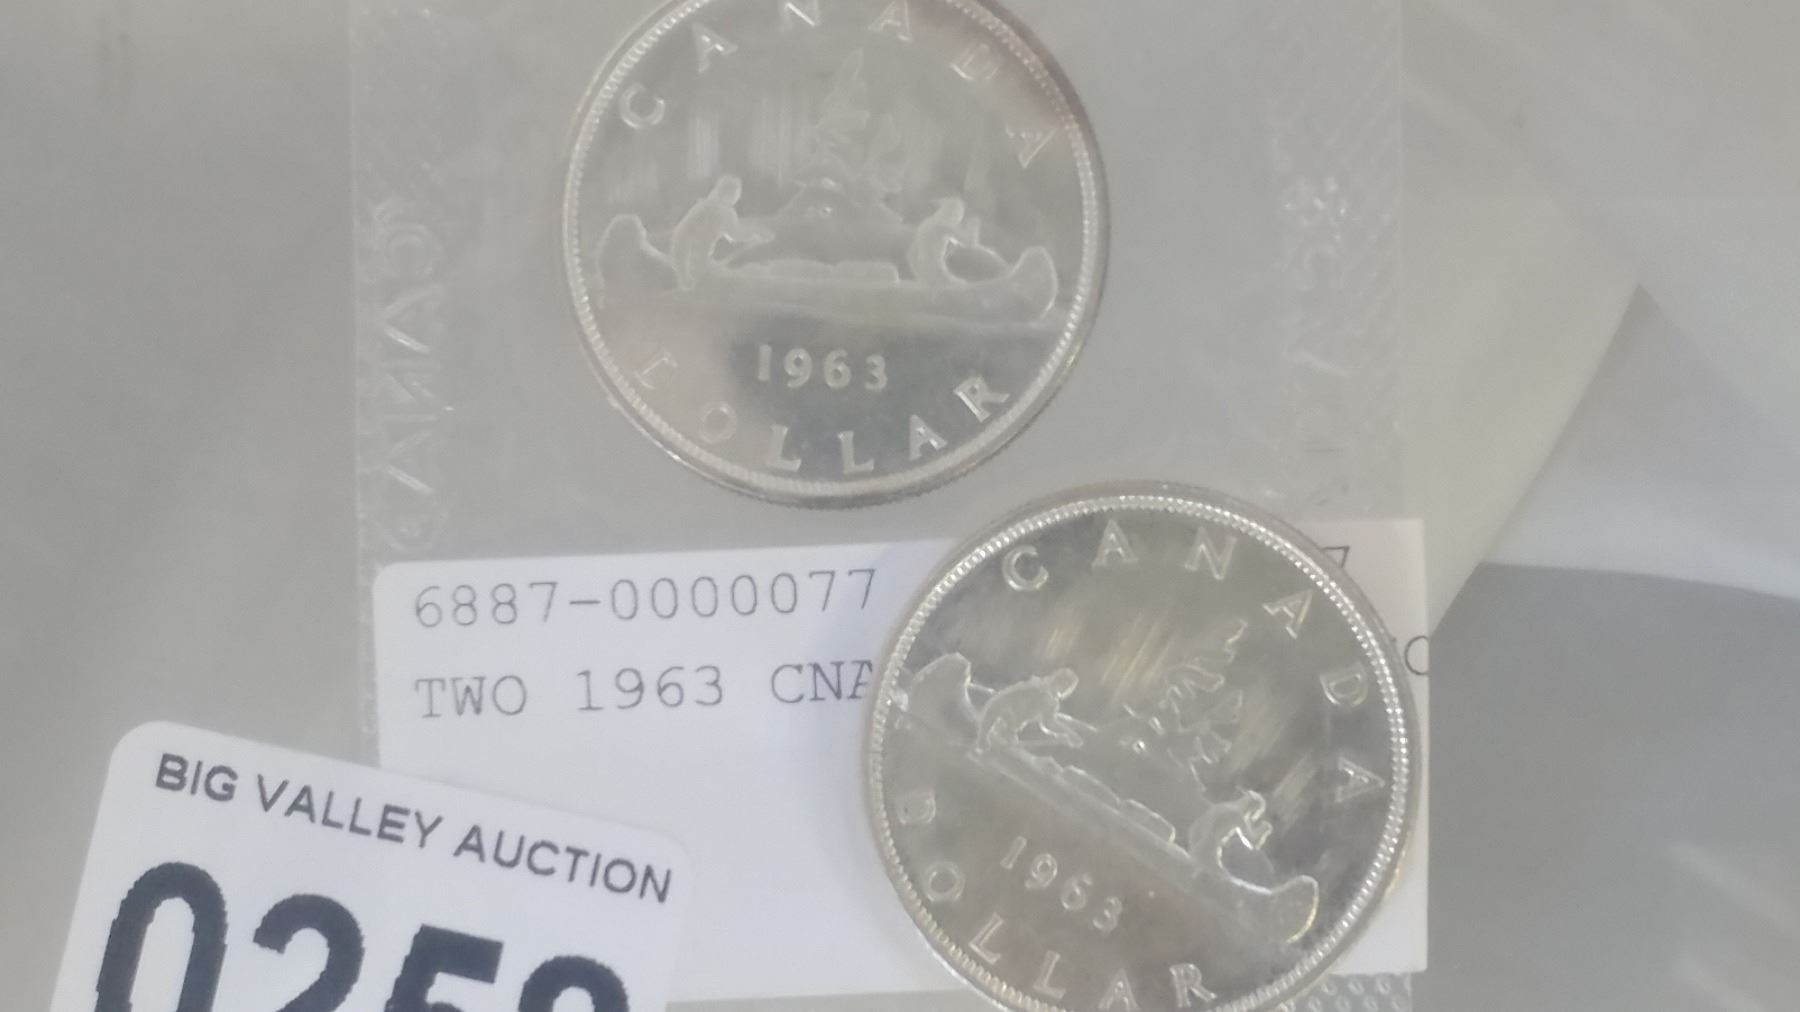 CANADA
1963
DOLLAR
6887-0000077
TWO 1963 CNA
CANADA
1963
DOLLAR
BIG VALLEY AUCTION